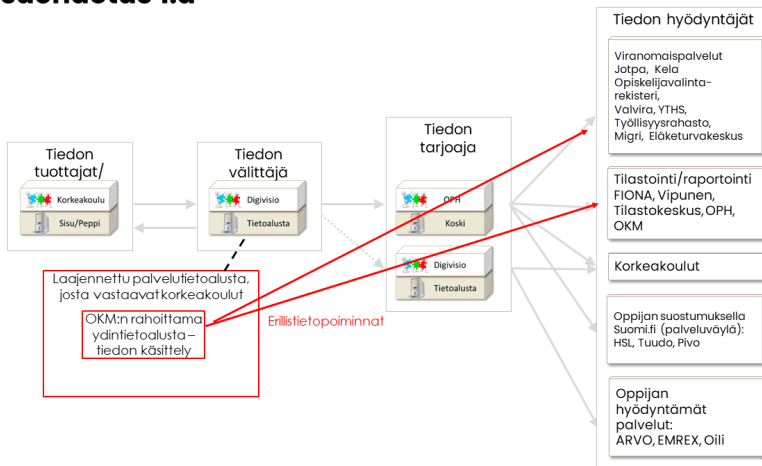 Tiedon hyödyntäjät
Viranomaispalvelut
Jotpa, Kela
Opiskelijavalinta-
rekisteri,
Valvira, YTHS,
Työllisyysrahasto,
Migri, Eläketurvakeskus
Tiedon
tuottajat/
Korkeakoulu
Sisu/Peppi
Tiedon
välittäjä
Digivisio
Tietoalusta
Tiedon
tarjoaja
OPH
Koski
Digivisio
Tietoalusta
Tilastointi/raportointi
FIONA, Vipunen,
Tilastokeskus, OPH,
OKM
Korkeakoulut
Oppijan suostumuksella
Suomi.fi (palveluväylä):
HSL, Tuudo, Pivo
Oppijan
hyödyntämät
palvelut:
ARVO, EMREX, Oili
Laajennettu palvelutietoalusta,
josta vastaavat korkeakoulut
OKM:n rahoittama
ydintietoalusta –
tiedon käsittely
Erillistietopoiminnat